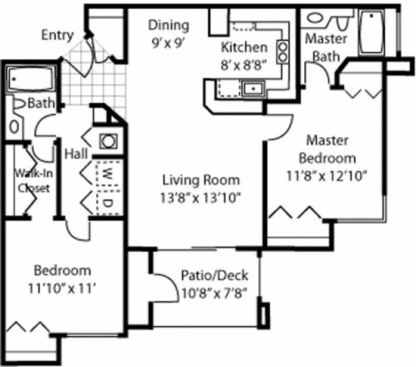 Dining
9' x 9'
Entry
Kitchen
8' x 8'8"
Master
Bath
Bath
Hall
Walk-In
Closet
W
D
Master
Bedroom
11'8" x 12'10"
Living Room
13'8" x 13'10"
Bedroom
11'10" x 11'
Patio/Deck
10'8" x 7'8"